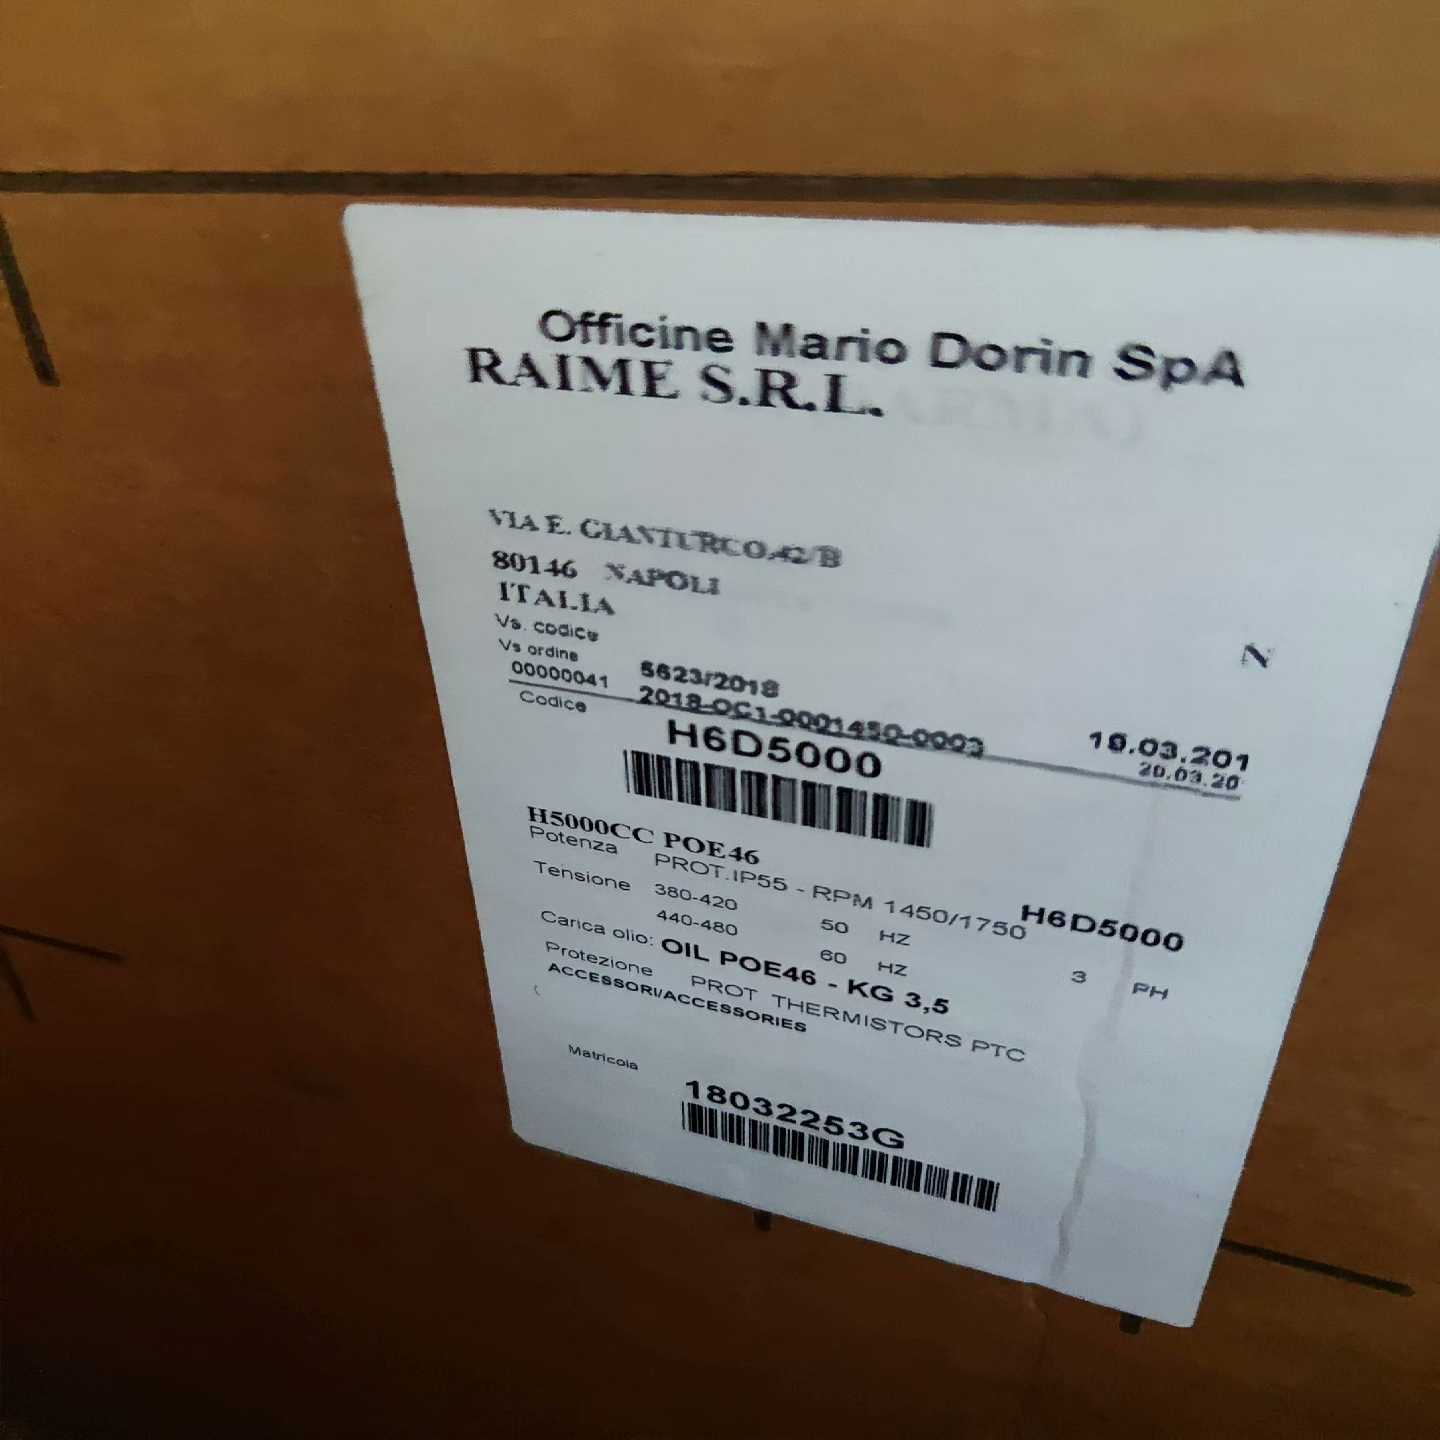 Officine Mario Dorin SpA
RAIME S.R.L.
VIA E. GIANTURCO,42/B
80146 NAPOLI
ITALIA
N
Vs. codice
Vs ordine 5623/2018 19.03.201
00000041 2018-OC1-0001450-0003 20.03.20
Codice H6D5000
H5000CC POE46 H6D5000
Potenza PROT.IP55 - RPM 1450/1750
Tensione 380-420 50 HZ 3 PH
440-480 60 HZ
Carica olio: OIL POE46 - KG 3,5
Protezione PROT THERMISTORS PTC
ACCESSORI/ACCESSORIES
Matricola
18032253G